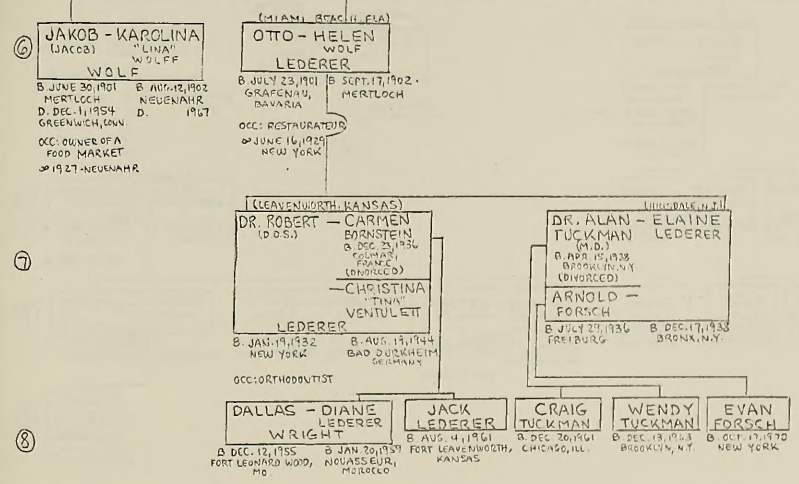 ⑥
JAKOB - KAROLINA
(JACOB) "LINA"
WOLFF
WOLF
B. JUNE 30, 1901
MERTLOCH
D. DEC. 1, 1954
GREENWICH, CONN
OCC: OWNER OF A
FOOD MARKET
∞ 1927 - NEUENAHR
B. AUG. 12, 1902
NEUENAHR
D. 1967
(MIAMI BEACH, FLA)
OTTO - HELEN
WOLF
LEDERER
B. JULY 23, 1901
GRAFENAU,
BAVARIA
OCC: RESTAURATEUR
∞ JUNE 16, 1929
NEW YORK
B. SEPT. 17, 1902.
MERTLOCH
⑦
(LEAVENWORTH, KANSAS)
DR. ROBERT — CARMEN
(D.D.S.) BORNSTEIN
B. DEC. 23, 1936
COLMAR,
FRANCE
(DIVORCED)
— CHRISTINA
"TINA"
VENTULETT
LEDERER
B. JAN. 19, 1932
NEW YORK
OCC: ORTHODONTIST
B. AUG. 19, 1944
BAD DURKHEIM
GERMANY
DR. ALAN - ELAINE
TUCKMAN LEDERER
(M.D.)
B. APR. 15, 1938
BROOKLYN, NY
(DIVORCED)
ARNOLD -
FORSCH
B. JULY 29, 1936
FREIBURG
B. DEC. 17, 1938
BRONX, N.Y.
⑧
DALLAS - DIANE
LEDERER
WRIGHT
B. DEC. 12, 1955
FORT LEONARD WOOD,
MO.
B. JAN. 20, 1959
NOUASSEUR,
MOROCCO
JACK
LEDERER
B. AUG. 4, 1961
FORT LEAVENWORTH,
KANSAS
CRAIG
TUCKMAN
B. DEC. 20, 1961
CHICAGO, ILL.
WENDY
TUCKMAN
B. DEC. 13, 1963
BROOKLYN, N.Y.
EVAN
FORSCH
B. OCT. 17, 1970
NEW YORK